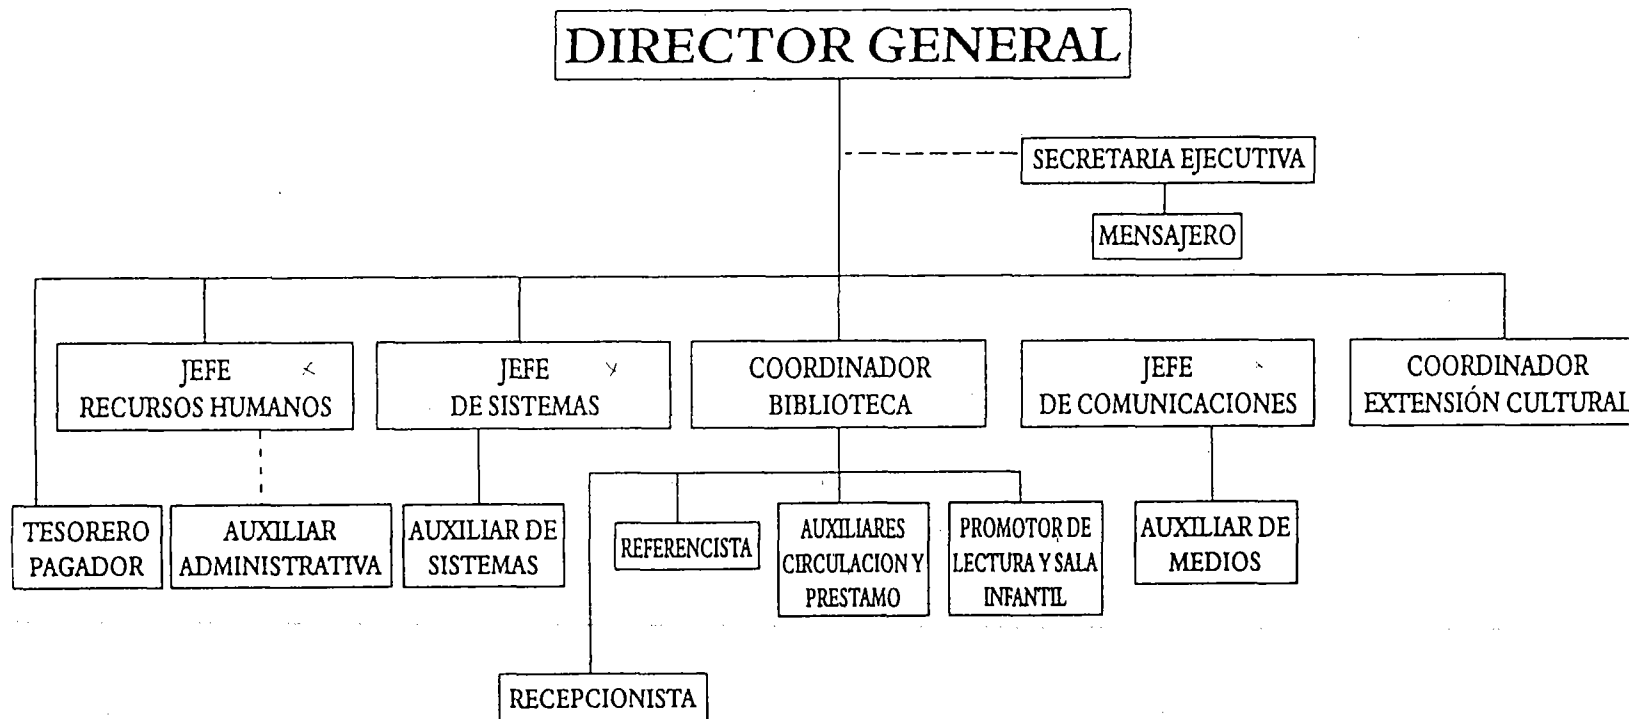 DIRECTOR GENERAL
SECRETARIA EJECUTIVA
MENSAJERO
JEFE
RECURSOS HUMANOS
JEFE
DE SISTEMAS
COORDINADOR
BIBLIOTECA
JEFE
DE COMUNICACIONES
COORDINADOR
EXTENSIÓN CULTURAL
TESORERO
PAGADOR
AUXILIAR
ADMINISTRATIVA
AUXILIAR DE
SISTEMAS
REFERENCISTA
AUXILIARES
CIRCULACION Y
PRESTAMO
PROMOTOR DE
LECTURA Y SALA
INFANTIL
AUXILIAR DE
MEDIOS
RECEPCIONISTA